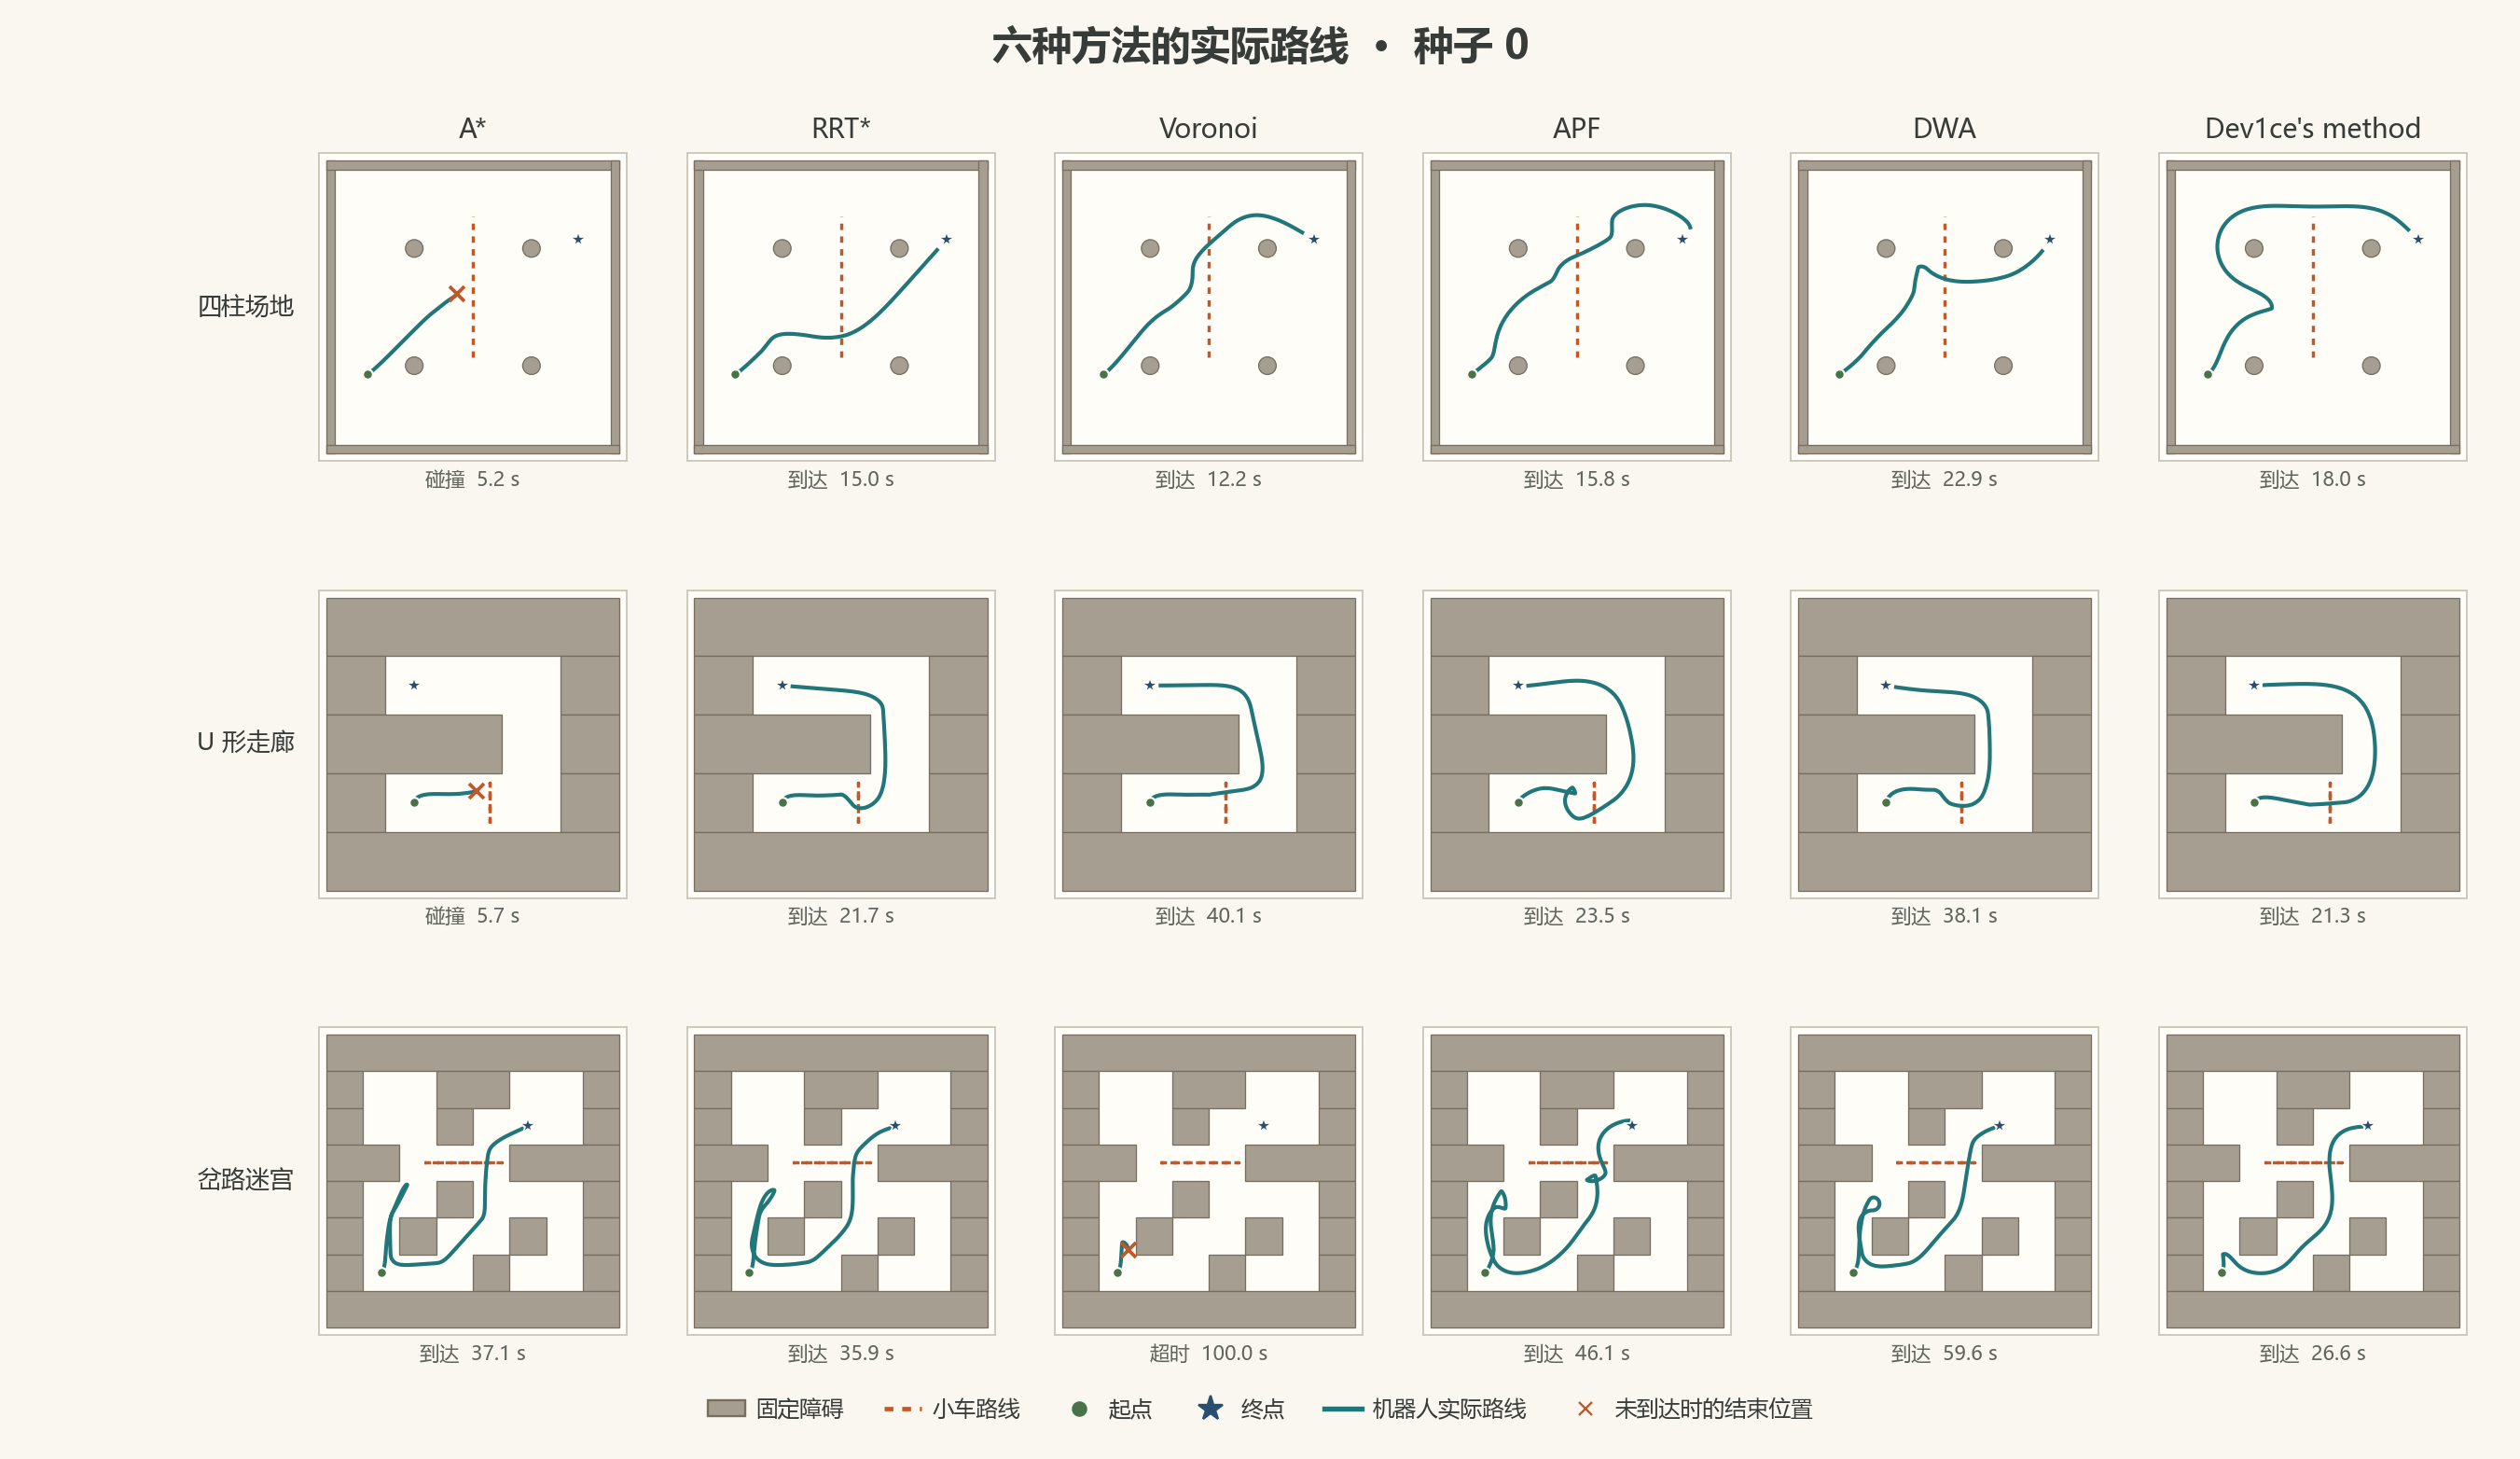 六种方法的实际路线 • 种子 0
A* RRT* Voronoi APF DWA Dev1ce's method
四柱场地
碰撞 5.2 s 到达 15.0 s 到达 12.2 s 到达 15.8 s 到达 22.9 s 到达 18.0 s
U 形走廊
碰撞 5.7 s 到达 21.7 s 到达 40.1 s 到达 23.5 s 到达 38.1 s 到达 21.3 s
岔路迷宫
到达 37.1 s 到达 35.9 s 超时 100.0 s 到达 46.1 s 到达 59.6 s 到达 26.6 s
固定障碍 小车路线 起点 终点 机器人实际路线 未到达时的结束位置